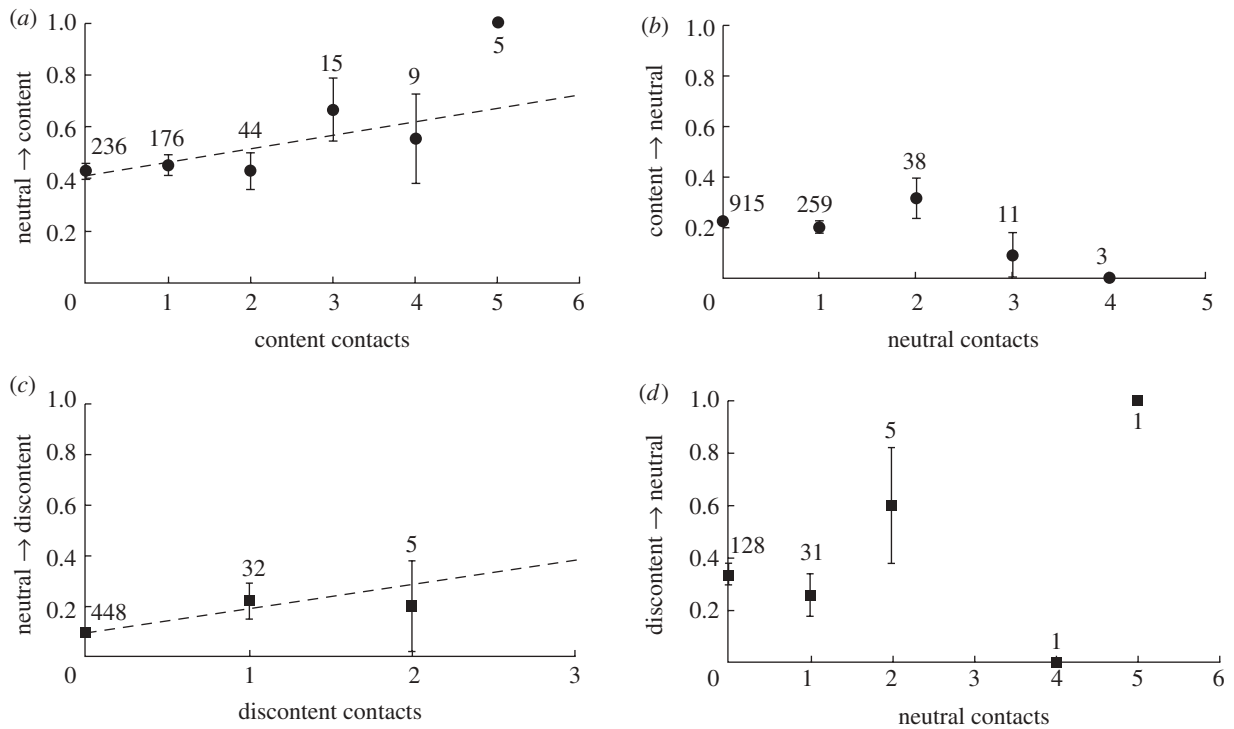 (a)
1.0
0.8
0.6
0.4
0.2
0
neutral → content
236
176
44
15
9
5
1 2 3 4 5 6
content contacts
(b)
1.0
0.8
0.6
0.4
0.2
0
content → neutral
915
259
38
11
3
1 2 3 4 5
neutral contacts
(c)
1.0
0.8
0.6
0.4
0.2
0
neutral → discontent
448
32
5
1 2 3
discontent contacts
(d)
1.0
0.8
0.6
0.4
0.2
0
discontent → neutral
128
31
5
1
1
1 2 3 4 5 6
neutral contacts